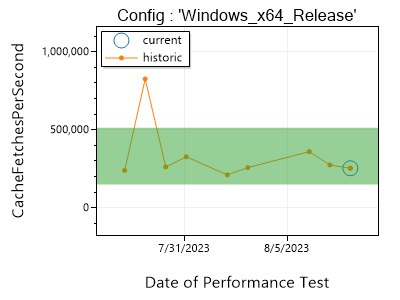 Config : 'Windows_x64_Release'
current
historic
1,000,000
500,000
0
CacheFetchesPerSecond
7/31/2023
8/5/2023
Date of Performance Test